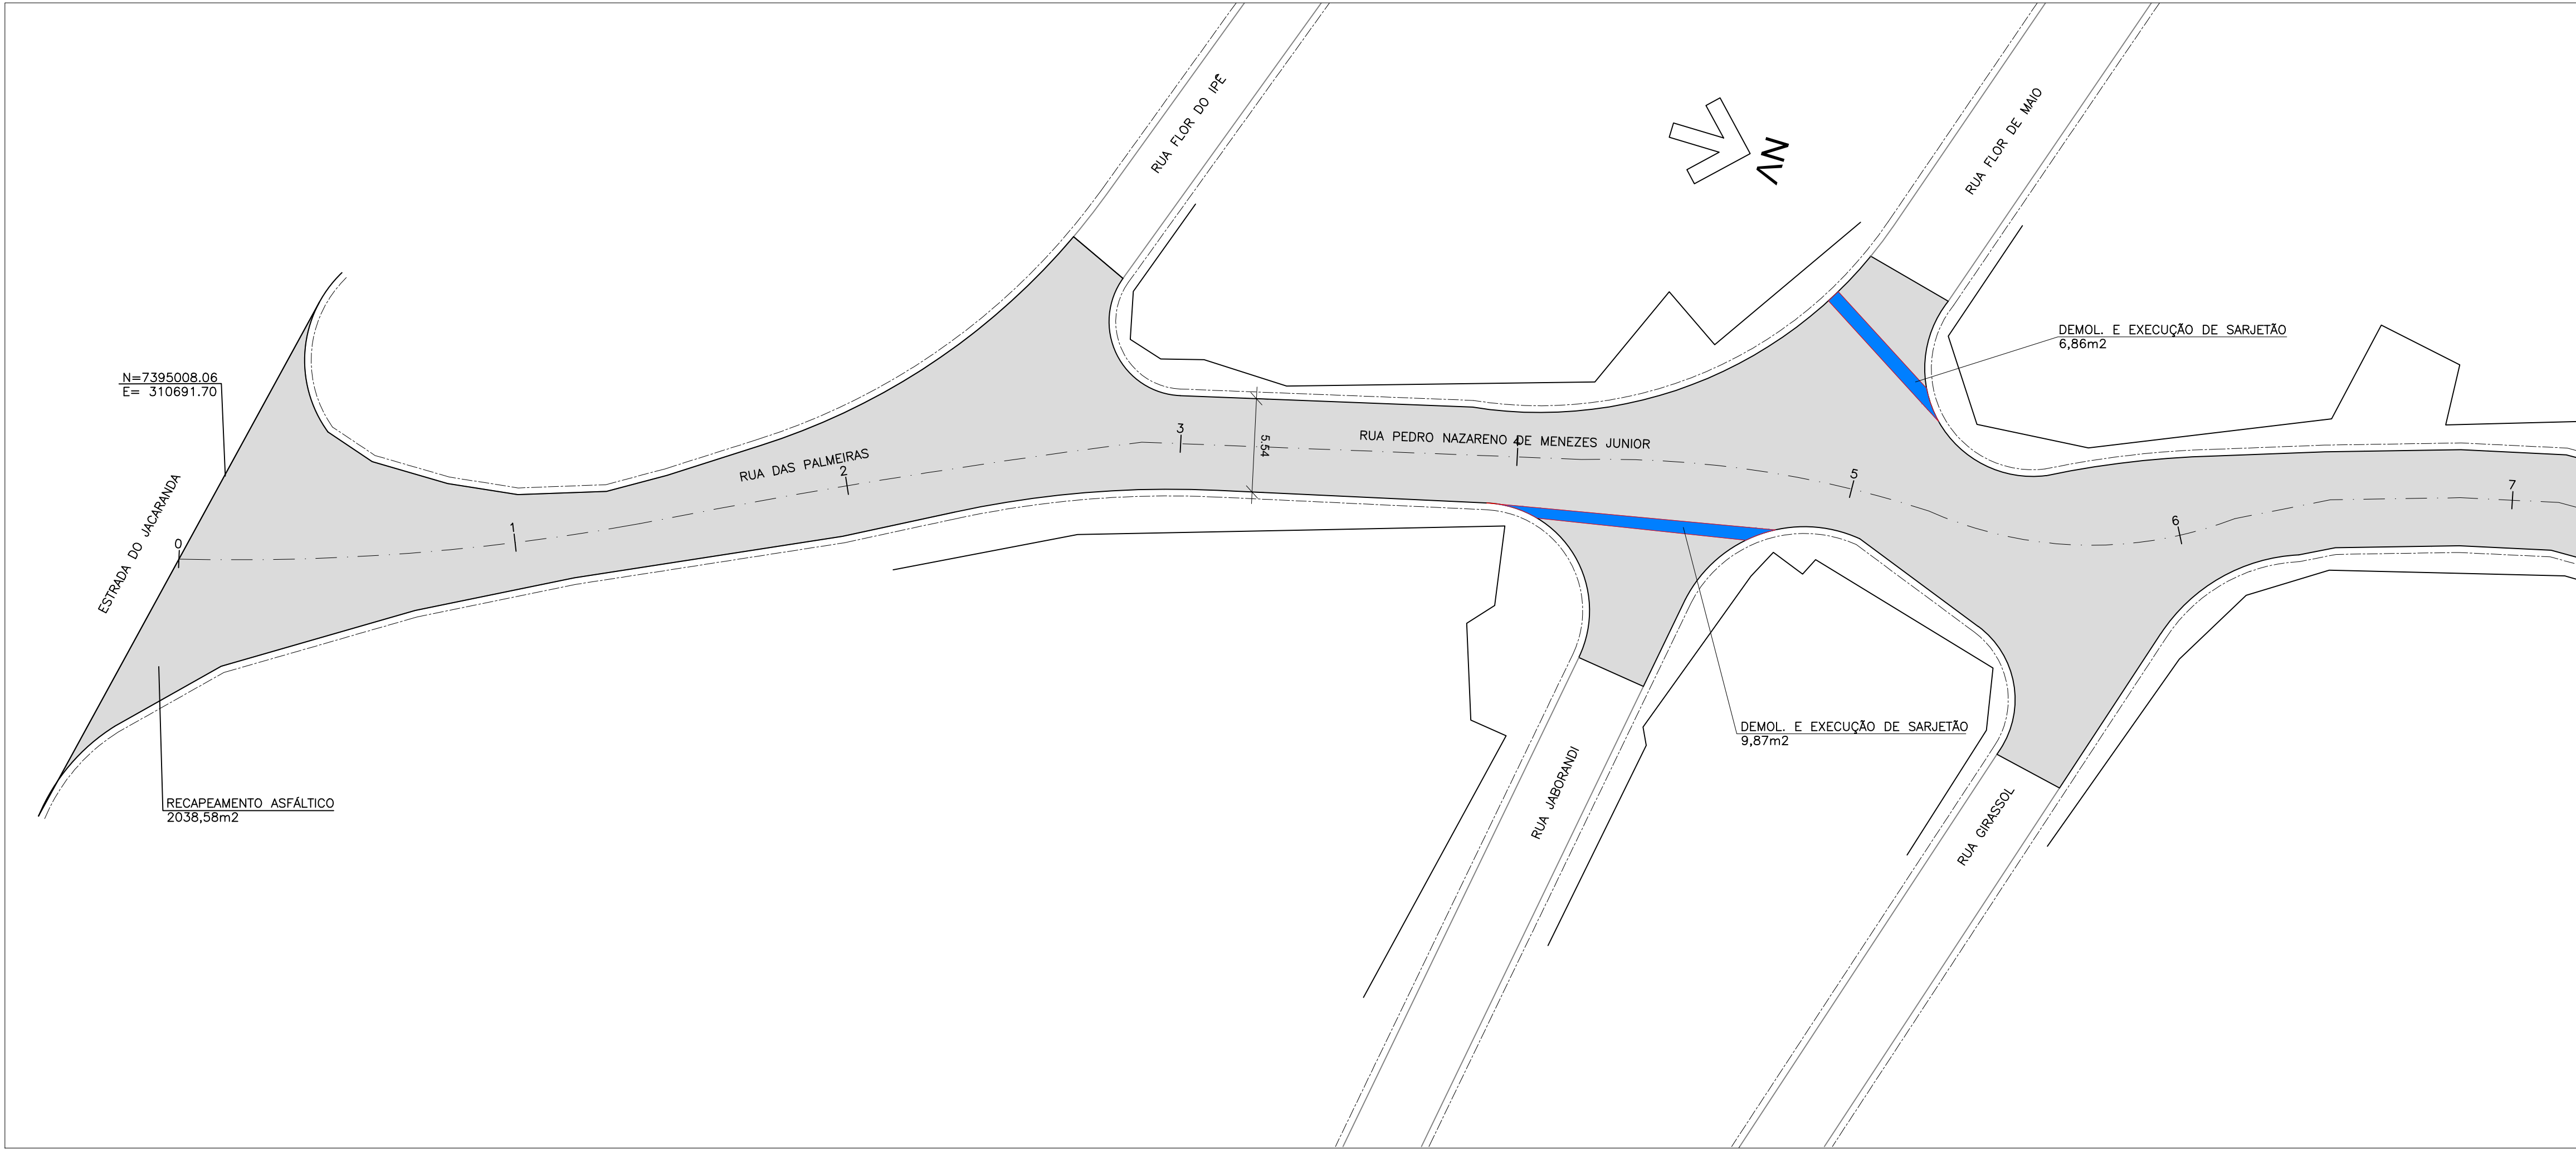 RUA FLOR DO IPÊ
RUA FLOR DE MAIO
NV
DEMOL. E EXECUÇÃO DE SARJETÃO
6,86m2
N=7395008.06
E= 310691.70
ESTRADA DO JACARANDA
RUA DAS PALMEIRAS
RUA PEDRO NAZARENO DE MENEZES JUNIOR
5.54
0
1
2
3
4
5
6
7
DEMOL. E EXECUÇÃO DE SARJETÃO
9,87m2
RECAPEAMENTO ASFÁLTICO
2038,58m2
RUA JABORANDI
RUA GIRASSOL